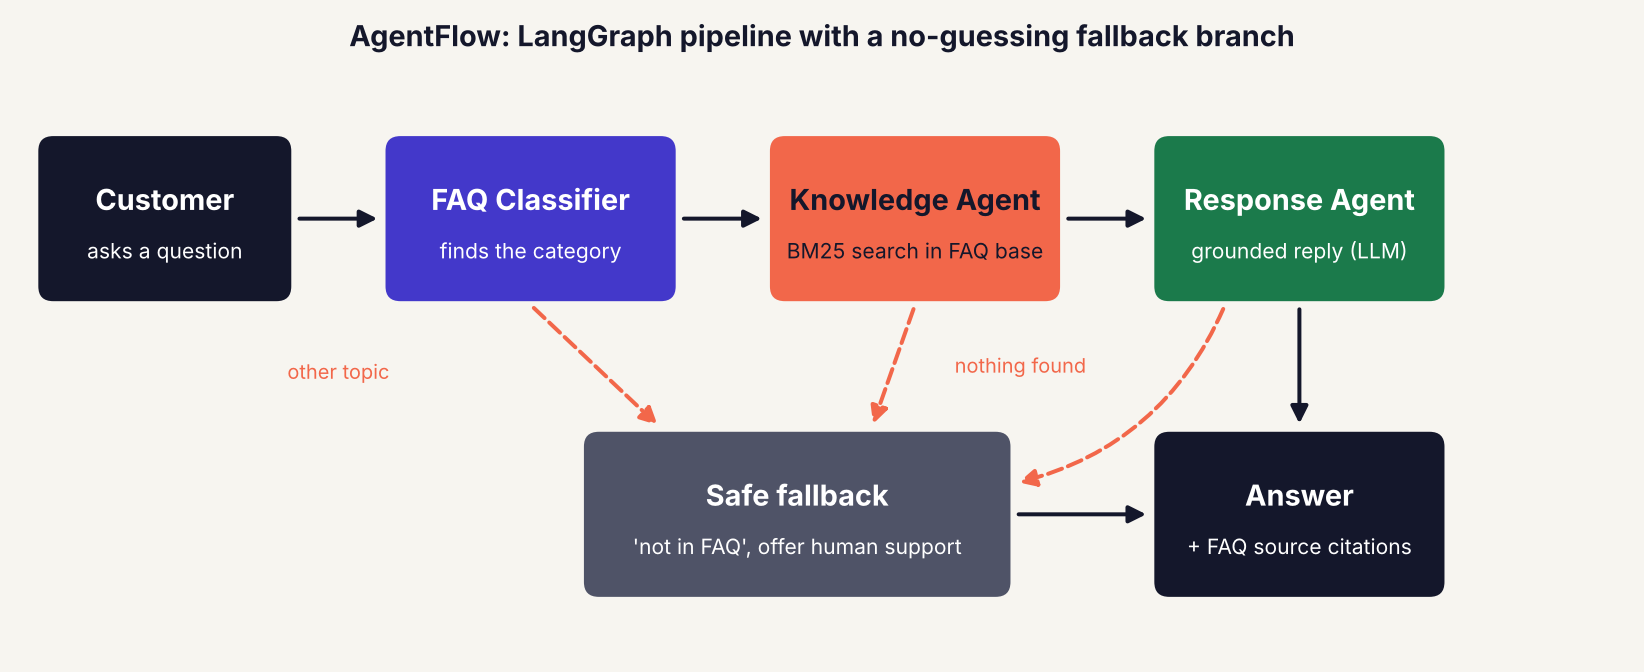 AgentFlow: LangGraph pipeline with a no-guessing fallback branch
Customer
asks a question
FAQ Classifier
finds the category
Knowledge Agent
BM25 search in FAQ base
Response Agent
grounded reply (LLM)
other topic
nothing found
Safe fallback
'not in FAQ', offer human support
Answer
+ FAQ source citations